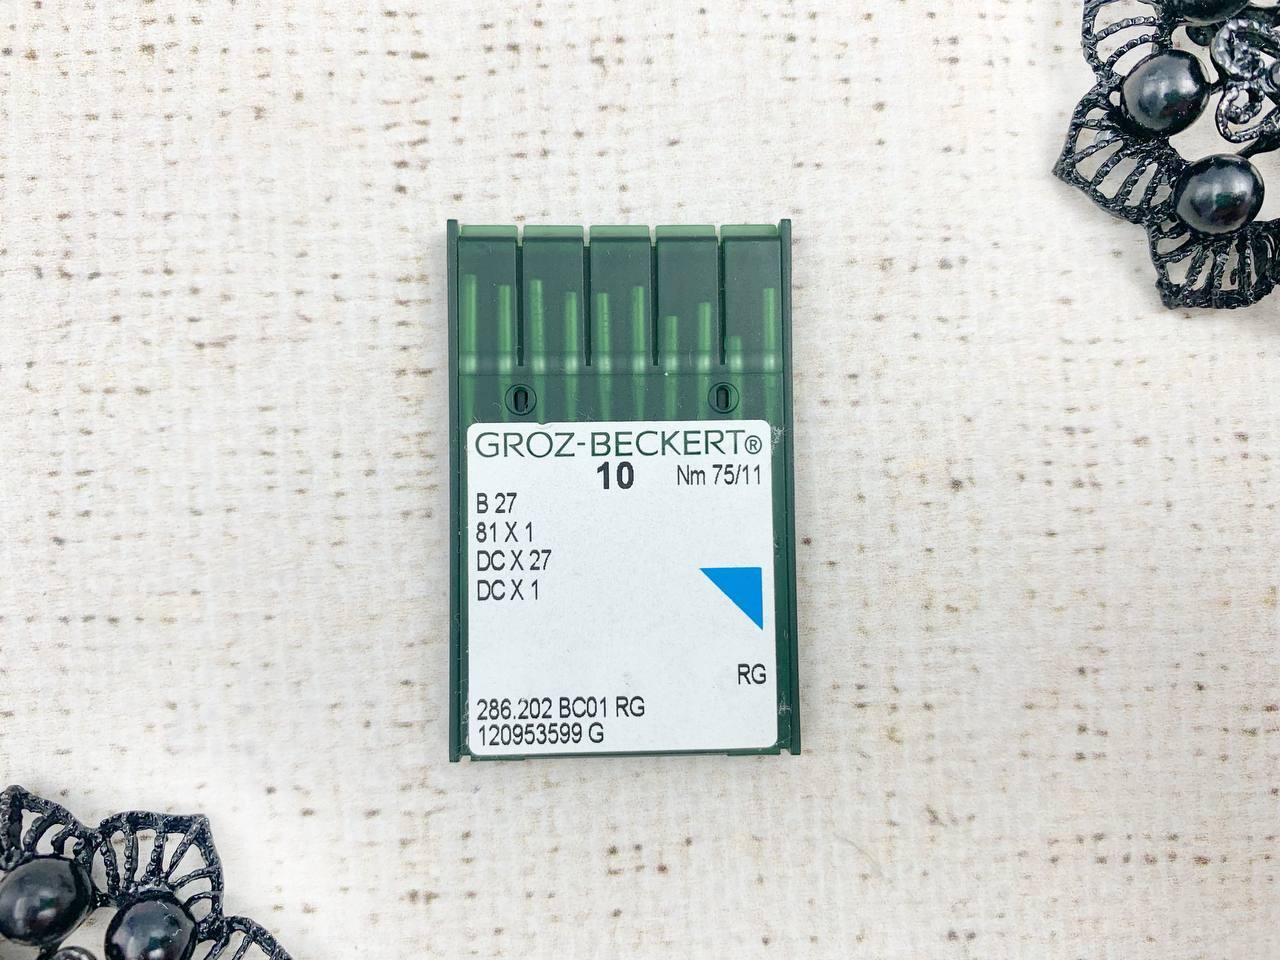 GROZ-BECKERT®
10 Nm 75/11
B 27
81 X 1
DC X 27
DC X 1
RG
286.202 BC01 RG
120953599 G